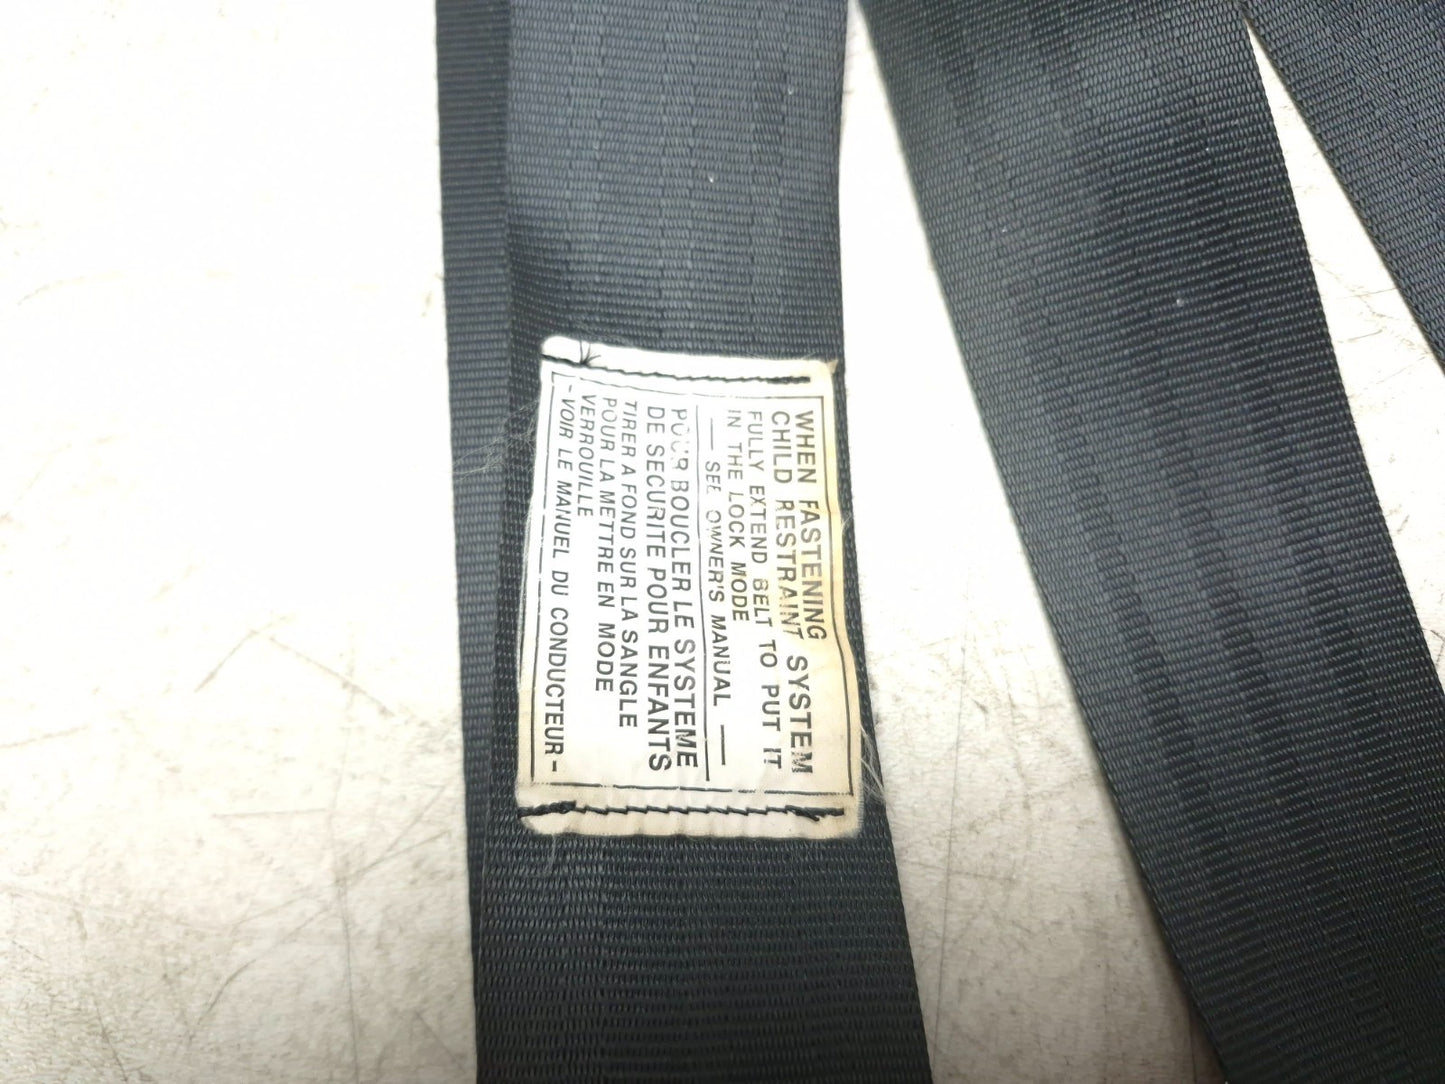 WHEN FASTENING
CHILD RESTRAINT SYSTEM
FULLY EXTEND BELT TO PUT IT
IN THE LOCK MODE
— SEE OWNER'S MANUAL —
POUR BOUCLER LE SYSTEME
DE SECURITE POUR ENFANTS
TIRER A FOND SUR LA SANGLE
POUR LA METTRE EN MODE
VERROUILLE
-VOIR LE MANUEL DU CONDUCTEUR-